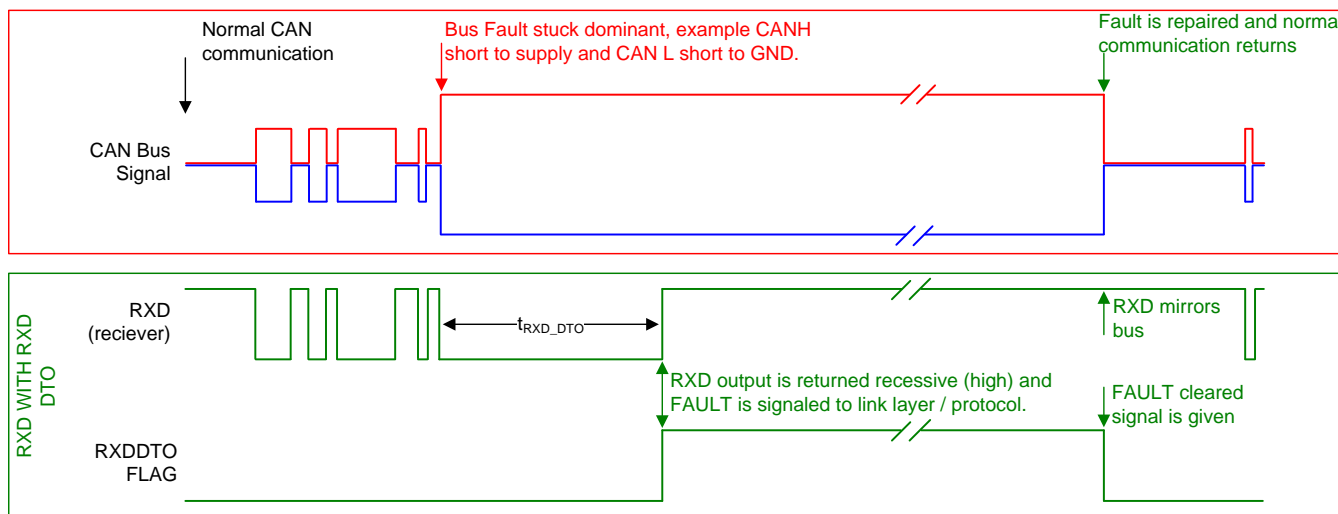 Normal CAN
communication
Bus Fault stuck dominant, example CANH
short to supply and CAN L short to GND.
Fault is repaired and normal
communication returns
CAN Bus
Signal
RXD WITH RXD
DTO
RXD
(reciever)
tRXD_DTO
RXD mirrors
bus
RXD output is returned recessive (high) and
FAULT is signaled to link layer / protocol.
FAULT cleared
signal is given
RXDDTO
FLAG